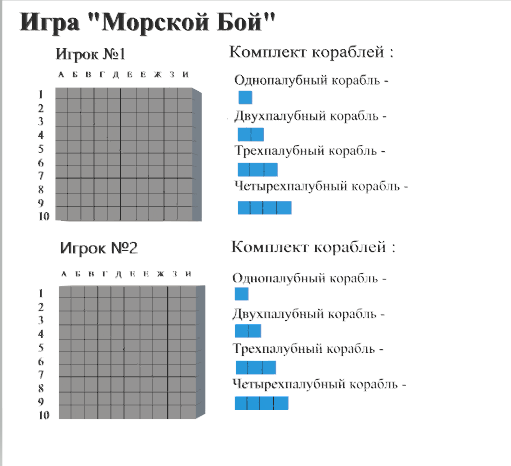 Игра "Морской Бой"
Игрок №1
А Б В Г Д Е Е Ж З И
1
2
3
4
5
6
7
8
9
10
Комплект кораблей :
Однопалубный корабль -
Двухпалубный корабль -
Трехпалубный корабль -
Четырехпалубный корабль -
Игрок №2
А Б В Г Д Е Е Ж З И
1
2
3
4
5
6
7
8
9
10
Комплект кораблей :
Однопалубный корабль -
Двухпалубный корабль -
Трехпалубный корабль -
Четырехпалубный корабль -